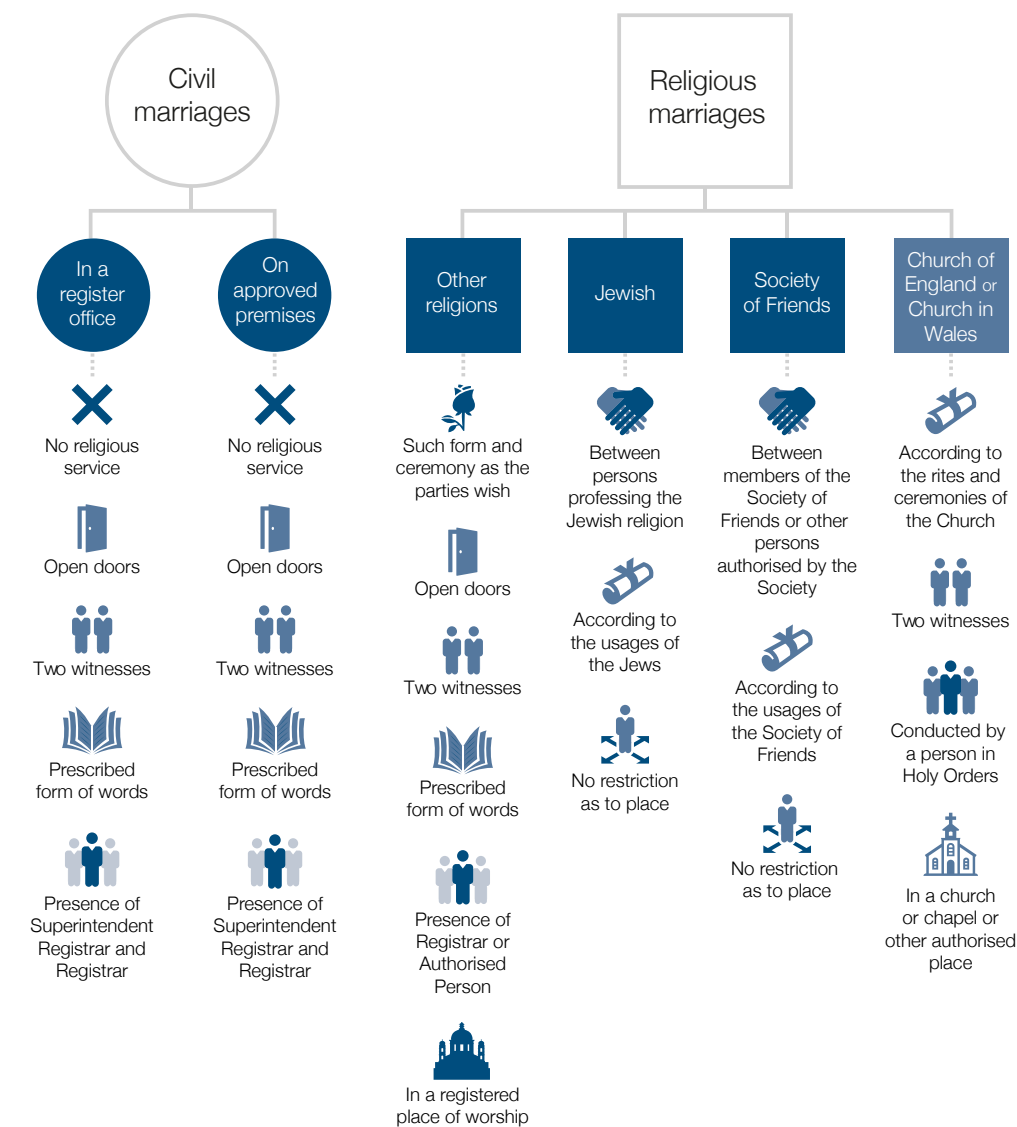 Civil
marriages
Religious
marriages
In a
register
office
On
approved
premises
Other
religions
Jewish
Society
of Friends
Church of
England or
Church in
Wales
No religious
service
Open doors
Two witnesses
Prescribed
form of words
Presence of
Superintendent
Registrar and
Registrar
No religious
service
Open doors
Two witnesses
Prescribed
form of words
Presence of
Superintendent
Registrar and
Registrar
Such form and
ceremony as the
parties wish
Open doors
Two witnesses
Prescribed
form of words
Presence of
Registrar or
Authorised
Person
In a registered
place of worship
Between
persons
professing the
Jewish religion
According to
the usages of
the Jews
No restriction
as to place
Between
members of the
Society of
Friends or other
persons
authorised by the
Society
According to
the usages of
the Society of
Friends
No restriction
as to place
According to
the rites and
ceremonies of
the Church
Two witnesses
Conducted by
a person in
Holy Orders
In a church
or chapel or
other authorised
place